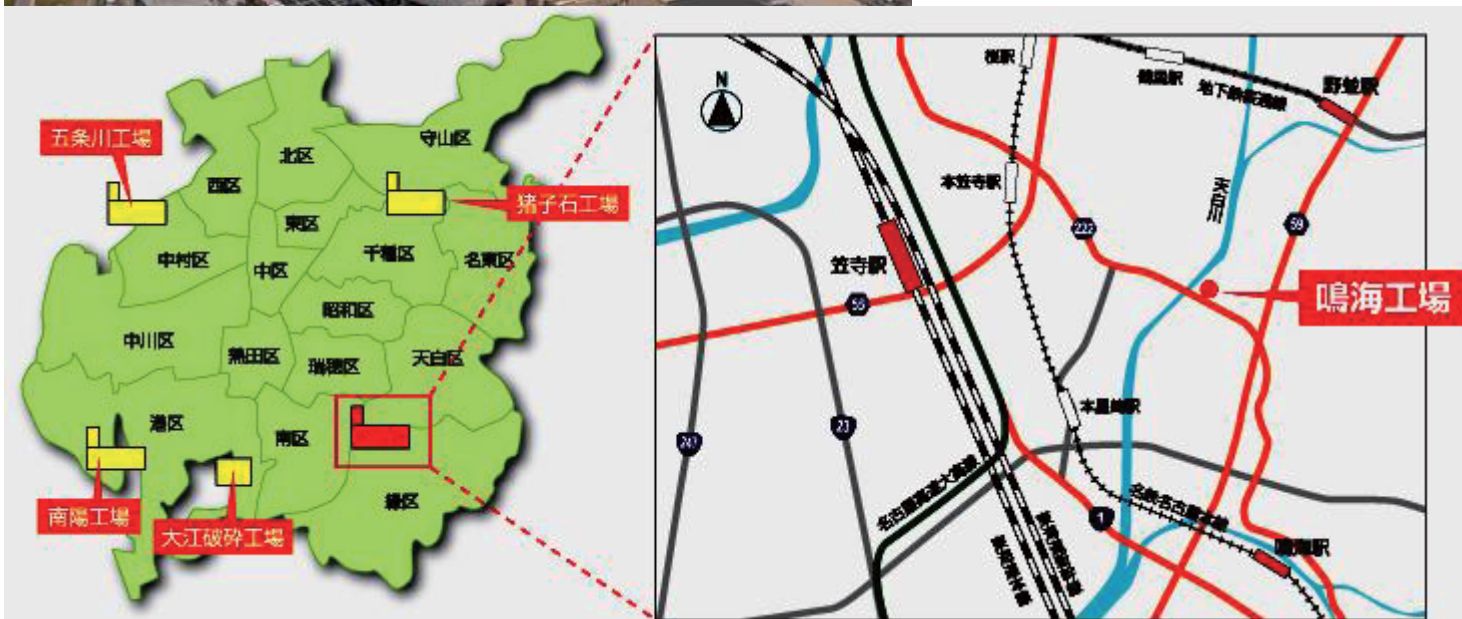 五条川工場
守山区
北区
西区
猪子石工場
東区
千種区
名東区
中村区
中区
昭和区
中川区
熱田区
瑞穂区
天白区
港区
南区
緑区
南陽工場
大江破砕工場
N
桜駅
鶴里駅
地下鉄桜通線
野並駅
本笠寺駅
天白川
222
59
笠寺駅
55
鳴海工場
本星崎駅
247
23
名古屋高速大高線
1
名鉄名古屋本線
鳴海駅